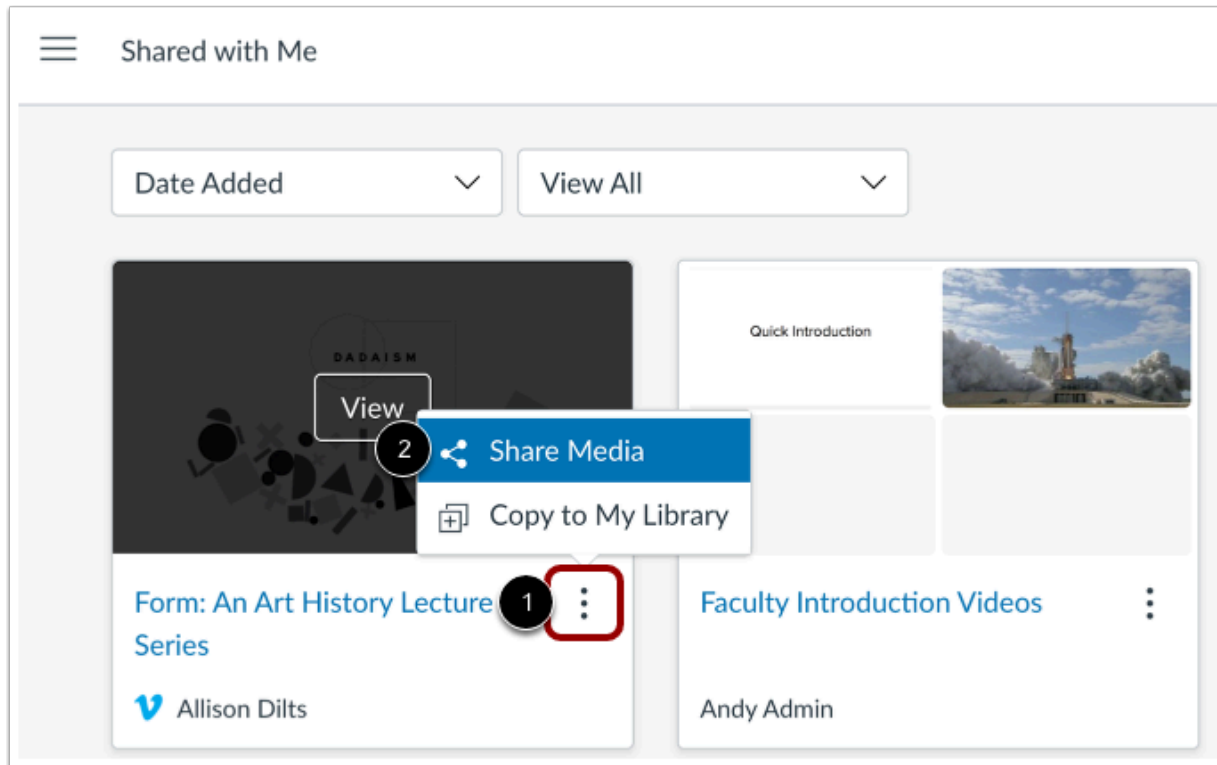 Shared with Me
Date Added
View All
DADAISM
View
2
Share Media
Copy to My Library
Form: An Art History Lecture
Series
1
Allison Dilts
Quick Introduction
Faculty Introduction Videos
Andy Admin